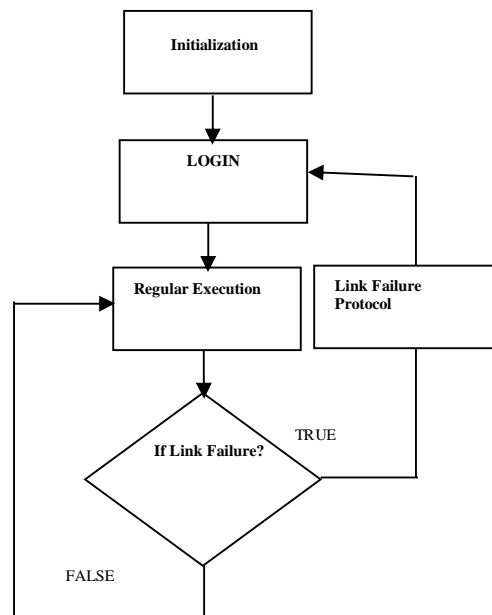 Initialization
LOGIN
Regular Execution
Link Failure
Protocol
If Link Failure?
TRUE
FALSE